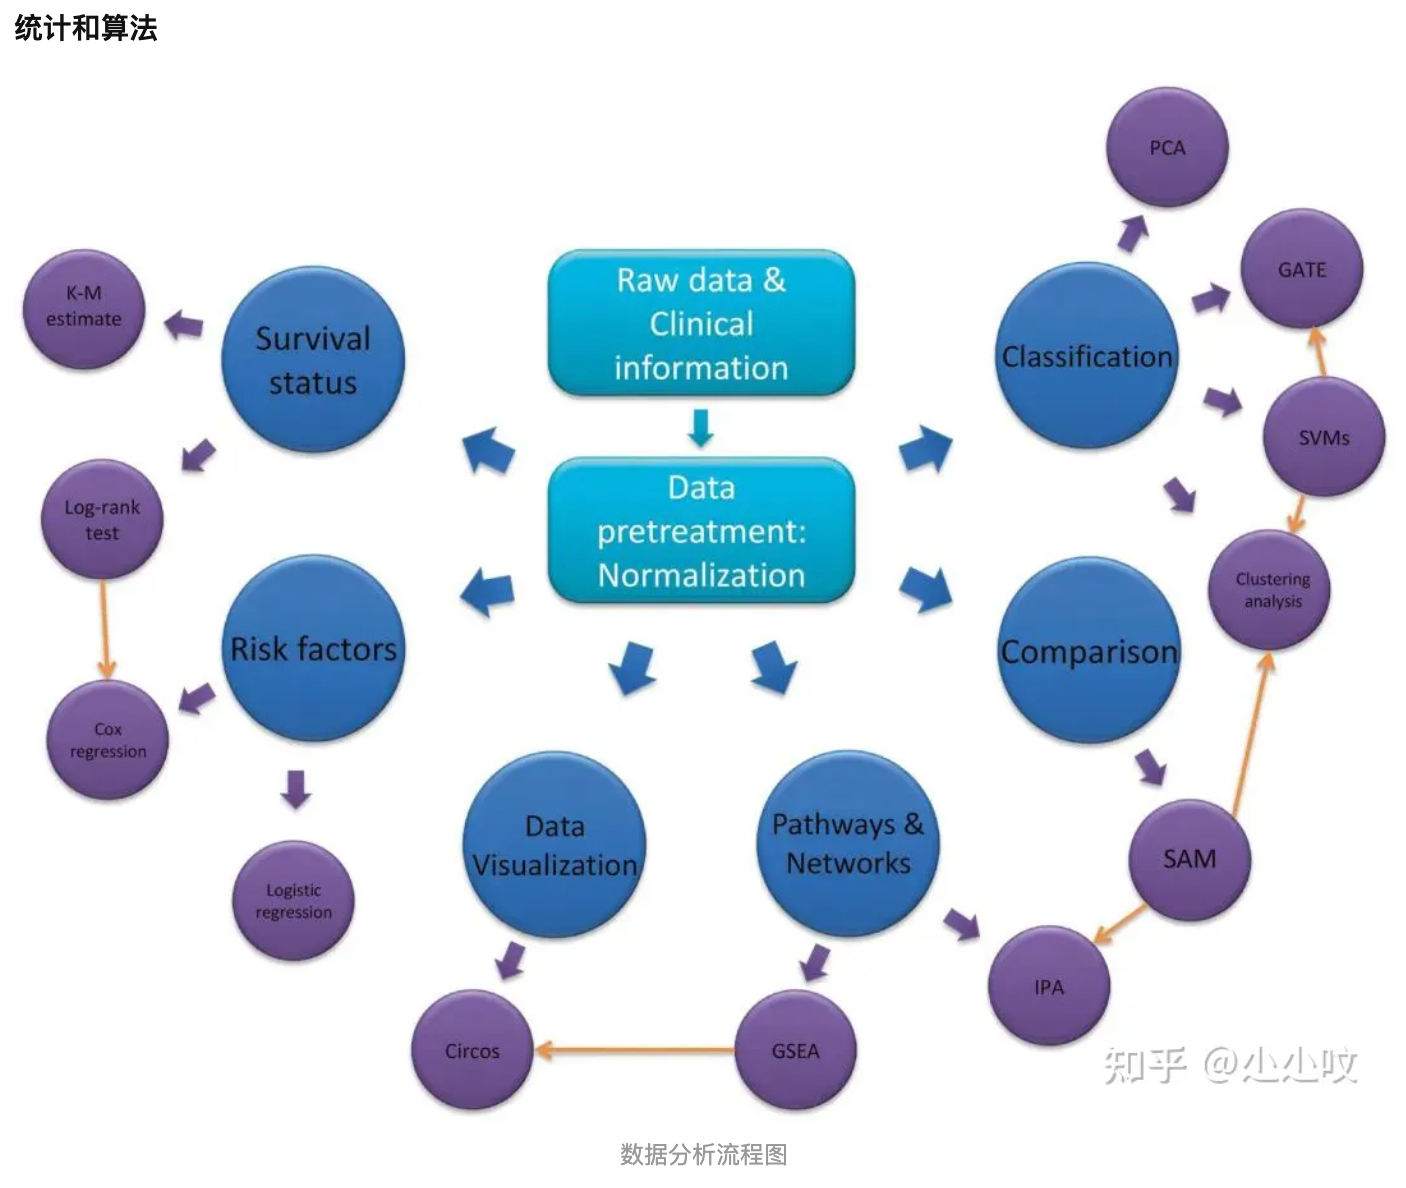 统计和算法
PCA
GATE
K-M
estimate
Survival
status
Raw data &
Clinical
information
Classification
SVMs
Log-rank
test
Data
pretreatment:
Normalization
Clustering
analysis
Risk factors
Comparison
Cox
regression
Data
Visualization
Pathways &
Networks
SAM
Logistic
regression
IPA
Circos
GSEA
知乎 @小小哎
数据分析流程图